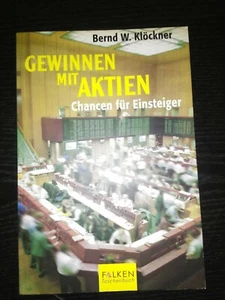 Bernd W. Klöckner
GEWINNEN
MIT AKTIEN
Chancen für Einsteiger
FALKEN
Taschenbuch